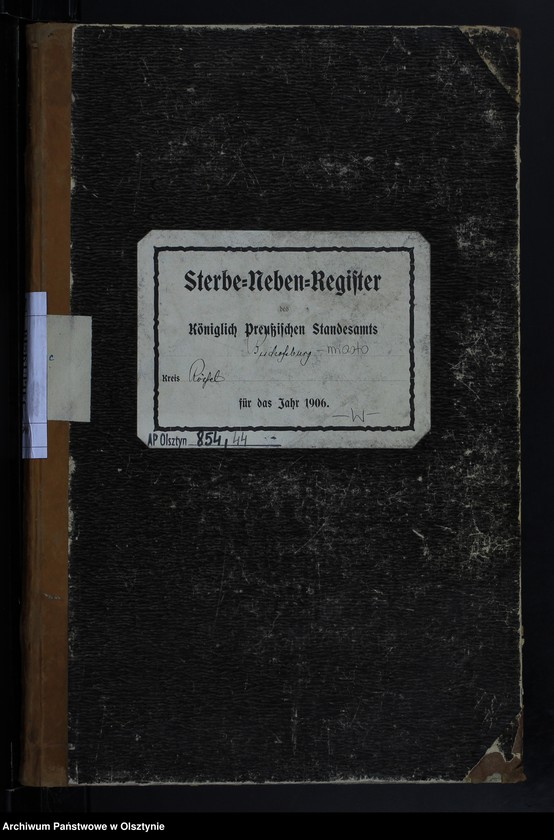 Sterbe=Neben=Register
des
Königlich Preußischen Standesamts
Bischofsburg - miasto
Kreis Rößel
für das Jahr 1906.
-W-
AP Olsztyn 854, 44
Archiwum Państwowe w Olsztynie